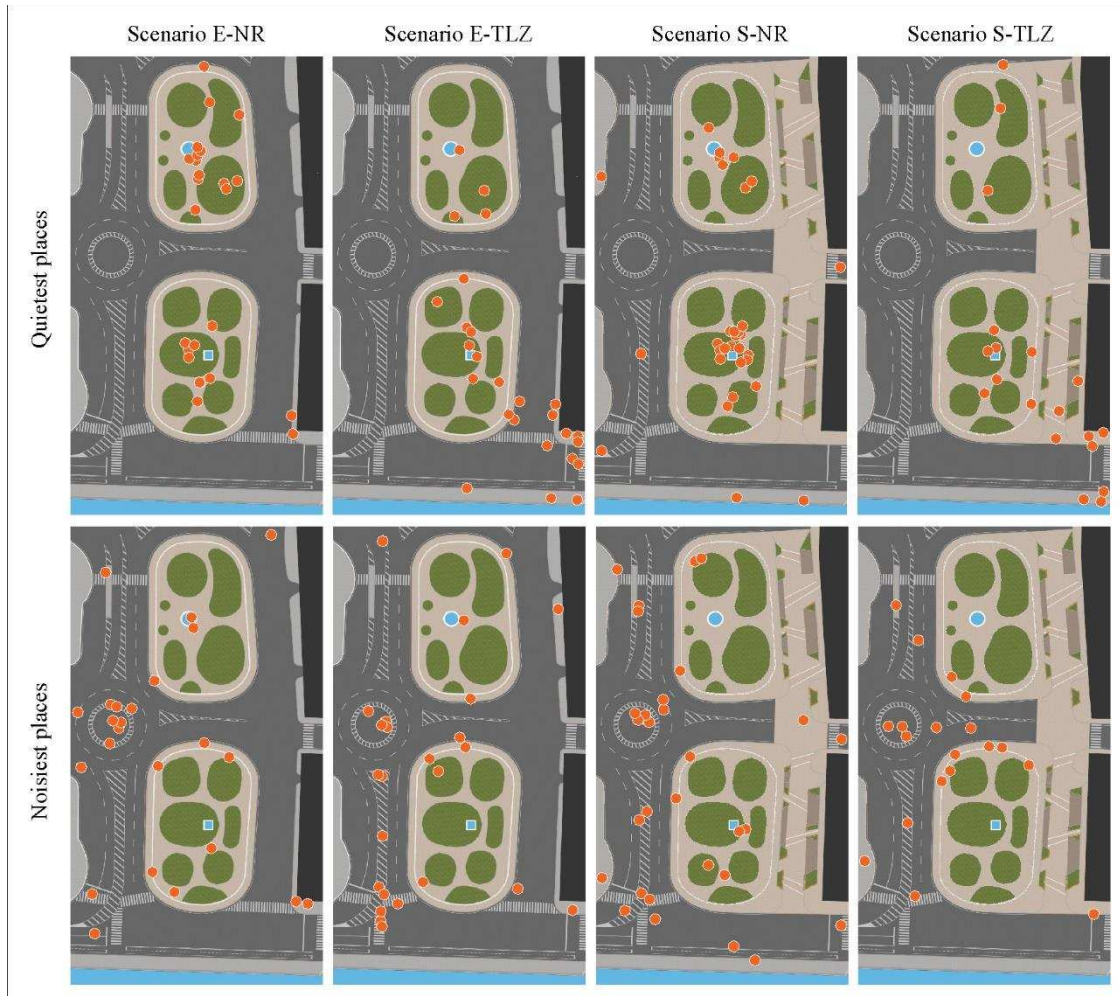 Scenario E-NR
Scenario E-TLZ
Scenario S-NR
Scenario S-TLZ
Quietest places
Noisiest places